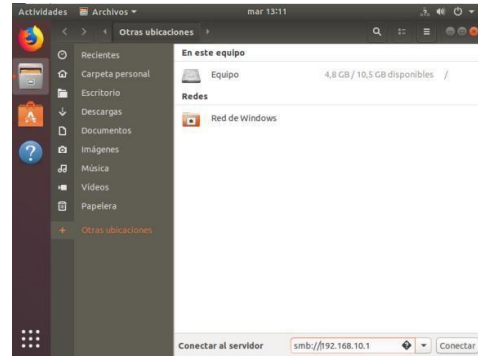 Actividades Archivos mar 13:11
Otras ubicaciones
Recientes
Carpeta personal
Escritorio
Descargas
Documentos
Imágenes
Música
Vídeos
Papelera
+ Otras ubicaciones
En este equipo
Equipo 4,8 GB / 10,5 GB disponibles /
Redes
Red de Windows
Conectar al servidor smb://192.168.10.1 Conectar